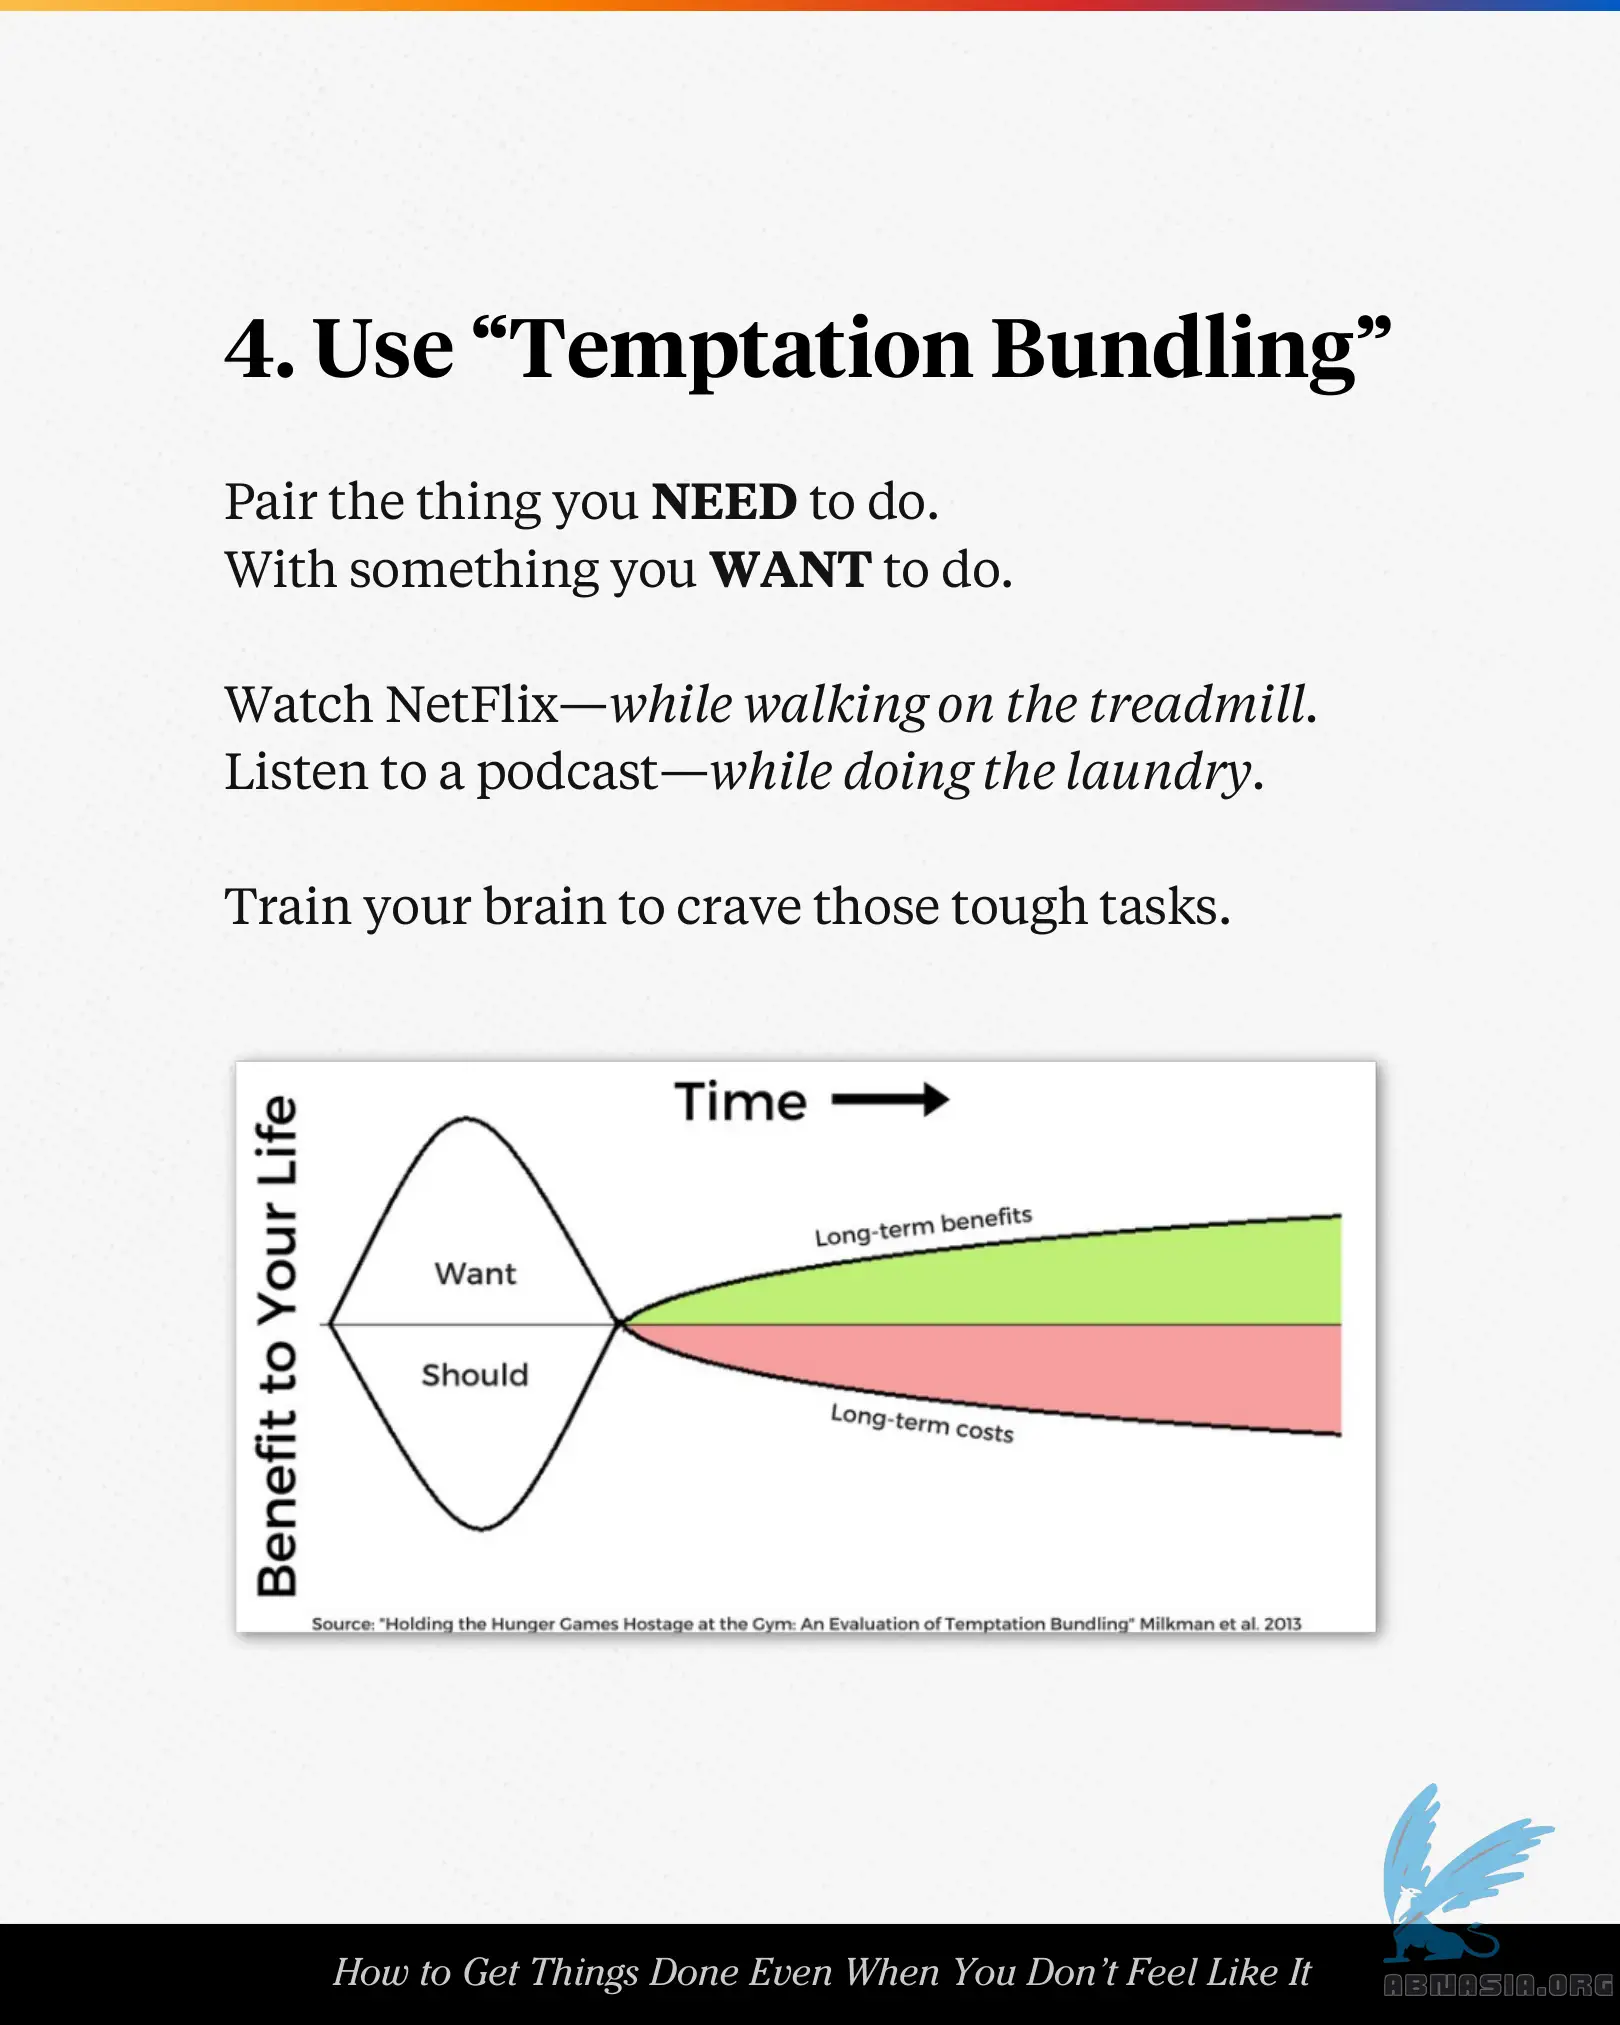 4. Use “Temptation Bundling”
Pair the thing you NEED to do.
With something you WANT to do.
Watch NetFlix—while walking on the treadmill.
Listen to a podcast—while doing the laundry.
Train your brain to crave those tough tasks.
Time
Benefit to Your Life
Want
Should
Long-term benefits
Long-term costs
Source: "Holding the Hunger Games Hostage at the Gym: An Evaluation of Temptation Bundling" Milkman et al. 2013
How to Get Things Done Even When You Don’t Feel Like It
ABNASIA.ORG